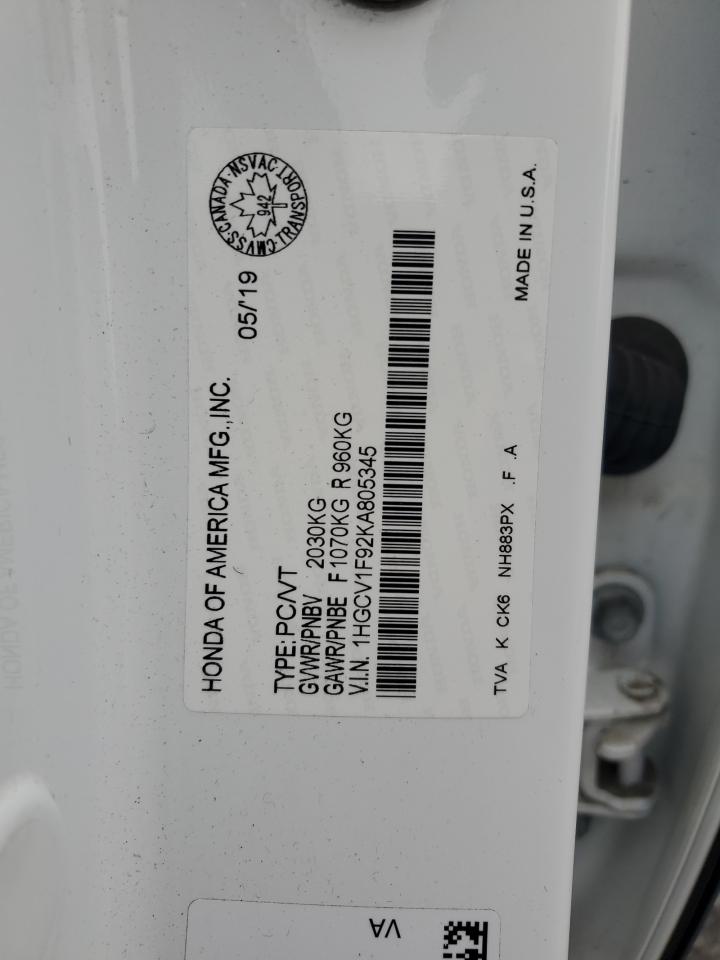 HONDA OF AMERICA MFG.,INC. 05/'19
CMVSS·CANADA·NSVAC·TRANSPORT
942
TYPE: PC/VT
GVWR/PNBV 2030KG
GAWR/PNBE F 1070KG R 960KG
V.I.N. 1HGCV1F92KA805345
TVA K CK6 NH883PX .F .A MADE IN U.S.A.
VA